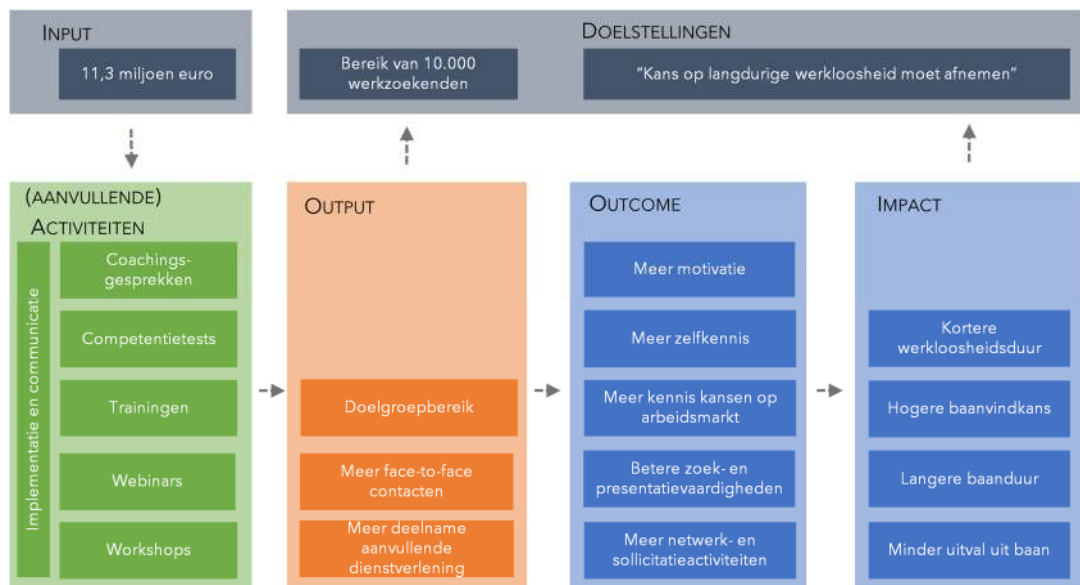 INPUT
11,3 miljoen euro
DOELSTELLINGEN
Bereik van 10.000
werkzoekenden
“Kans op langdurige werkloosheid moet afnemen“
(AANVULLENDE)
ACTIVITEITEN
Implementatie en communicatie
Coachings-
gesprekken
Competentietests
Trainingen
Webinars
Workshops
OUTPUT
Doelgroepbereik
Meer face-to-face
contacten
Meer deelname
aanvullende
dienstverlening
OUTCOME
Meer motivatie
Meer zelfkennis
Meer kennis kansen op
arbeidsmarkt
Betere zoek- en
presentatievaardigheden
Meer netwerk- en
sollicitatieactiviteiten
IMPACT
Kortere
werkloosheidsduur
Hogere baanvindkans
Langere baanduur
Minder uitval uit baan